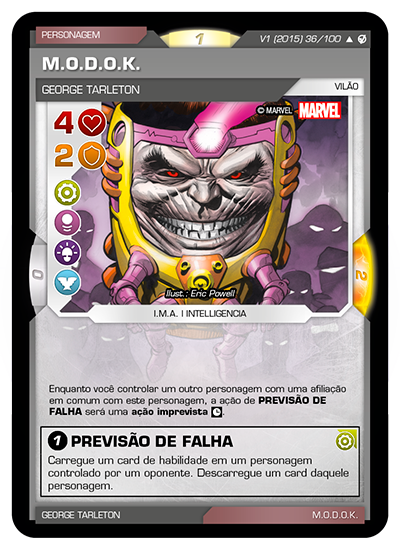 PERSONAGEM
1
V1 (2015) 36/100
M.O.D.O.K.
GEORGE TARLETON
VILÃO
© MARVEL MARVEL
4
2
0
2
Ilust.: Eric Powell
I.M.A. I INTELLIGENCIA
Enquanto você controlar um outro personagem com uma afiliação
em comum com este personagem, a ação de PREVISÃO DE
FALHA será uma ação imprevista.
1 PREVISÃO DE FALHA
Carregue um card de habilidade em um personagem
controlado por um oponente. Descarregue um card daquele
personagem.
GEORGE TARLETON
M.O.D.O.K.